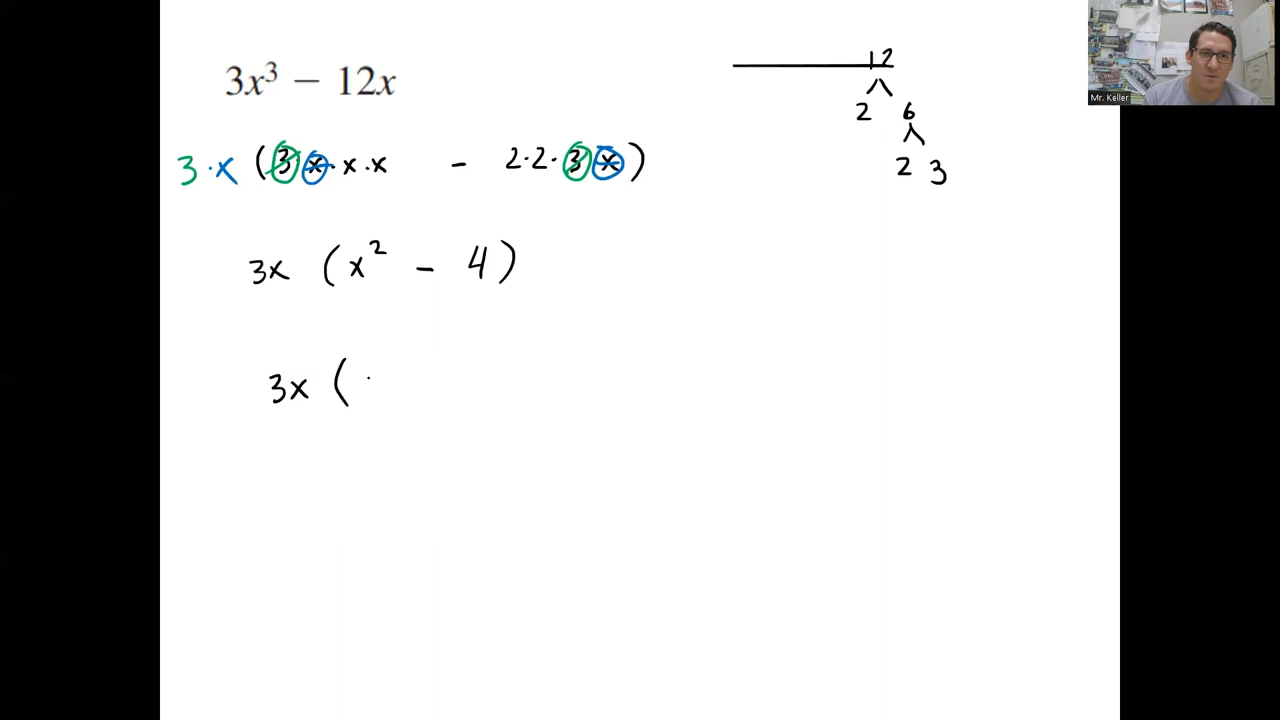 3x³ − 12x
3 · x (3 · x · x · x − 2 · 2 · 3 · x)
3x (x² − 4)
3x (
12
2 6
2 3
Mr. Keller